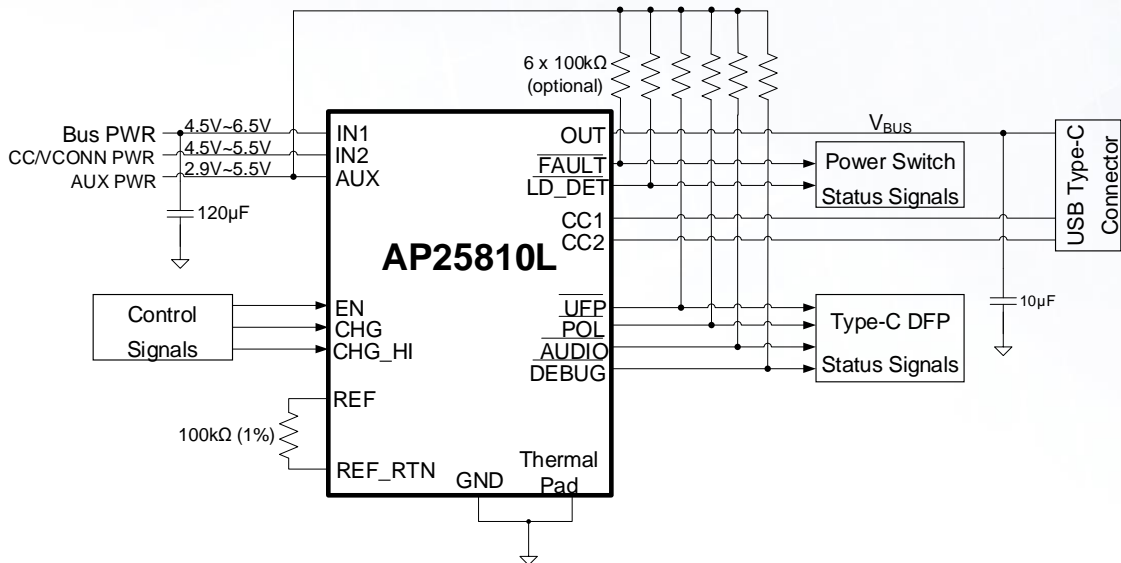 6 x 100kΩ
(optional)
Bus PWR
4.5V~6.5V
CC/VCONN PWR
4.5V~5.5V
AUX PWR
2.9V~5.5V
120µF
IN1
IN2
AUX
OUT
FAULT
LD_DET
CC1
CC2
VBUS
Power Switch
Status Signals
USB Type-C
Connector
AP25810L
Control
Signals
EN
CHG
CHG_HI
UFP
POL
AUDIO
DEBUG
Type-C DFP
Status Signals
10µF
REF
100kΩ (1%)
REF_RTN
GND
Thermal
Pad